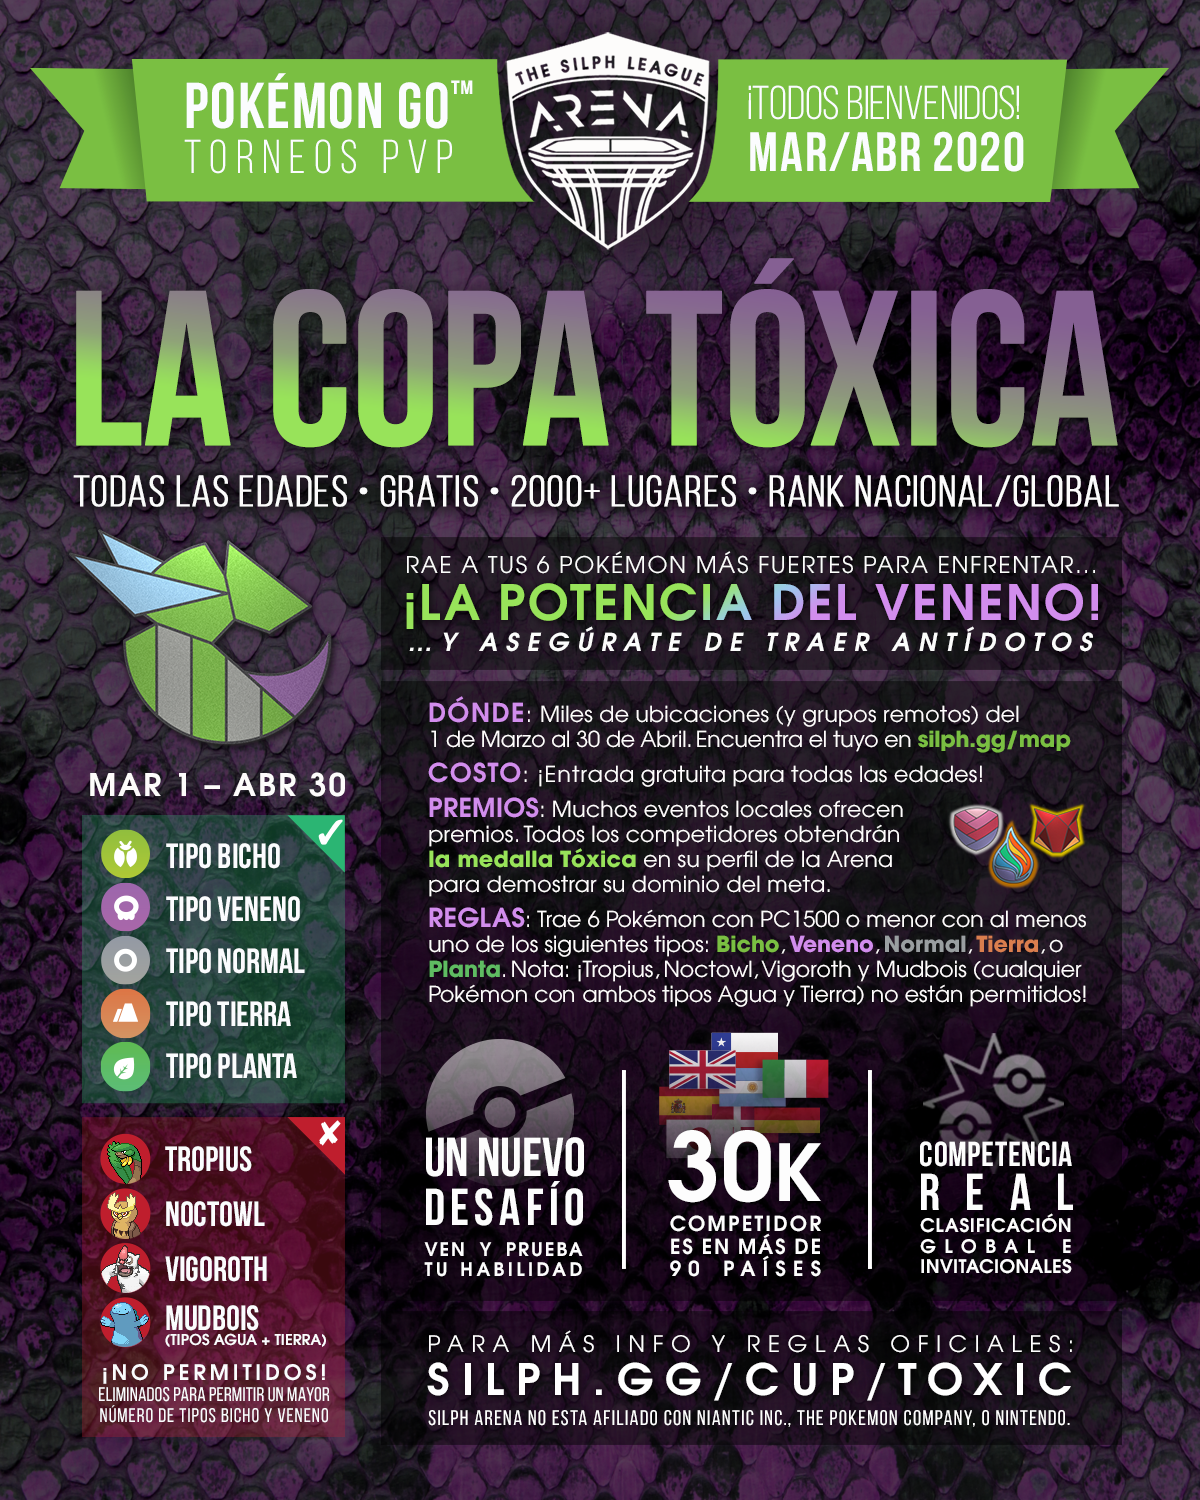 POKÉMON GO™
TORNEOS PVP
THE SILPH LEAGUE
ARENA
¡TODOS BIENVENIDOS!
MAR/ABR 2020
LA COPA TÓXICA
TODAS LAS EDADES • GRATIS • 2000+ LUGARES • RANK NACIONAL/GLOBAL
RAE A TUS 6 POKÉMON MÁS FUERTES PARA ENFRENTAR...
¡LA POTENCIA DEL VENENO!
... Y ASEGÚRATE DE TRAER ANTÍDOTOS
MAR 1 – ABR 30
TIPO BICHO
TIPO VENENO
TIPO NORMAL
TIPO TIERRA
TIPO PLANTA
TROPIUS
NOCTOWL
VIGOROTH
MUDBOIS
(TIPOS AGUA + TIERRA)
¡NO PERMITIDOS!
ELIMINADOS PARA PERMITIR UN MAYOR
NÚMERO DE TIPOS BICHO Y VENENO
DÓNDE: Miles de ubicaciones (y grupos remotos) del
1 de Marzo al 30 de Abril. Encuentra el tuyo en silph.gg/map
COSTO: ¡Entrada gratuita para todas las edades!
PREMIOS: Muchos eventos locales ofrecen
premios. Todos los competidores obtendrán
la medalla Tóxica en su perfil de la Arena
para demostrar su dominio del meta.
REGLAS: Trae 6 Pokémon con PC1500 o menor con al menos
uno de los siguientes tipos: Bicho, Veneno, Normal, Tierra, o
Planta. Nota: ¡Tropius, Noctowl, Vigoroth y Mudbois (cualquier
Pokémon con ambos tipos Agua y Tierra) no están permitidos!
UN NUEVO
DESAFÍO
VEN Y PRUEBA
TU HABILIDAD
30K
COMPETIDOR
ES EN MÁS DE
90 PAÍSES
COMPETENCIA
REAL
CLASIFICACIÓN
GLOBAL E
INVITACIONALES
PARA MÁS INFO Y REGLAS OFICIALES:
SILPH.GG/CUP/TOXIC
SILPH ARENA NO ESTA AFILIADO CON NIANTIC INC., THE POKEMON COMPANY, O NINTENDO.